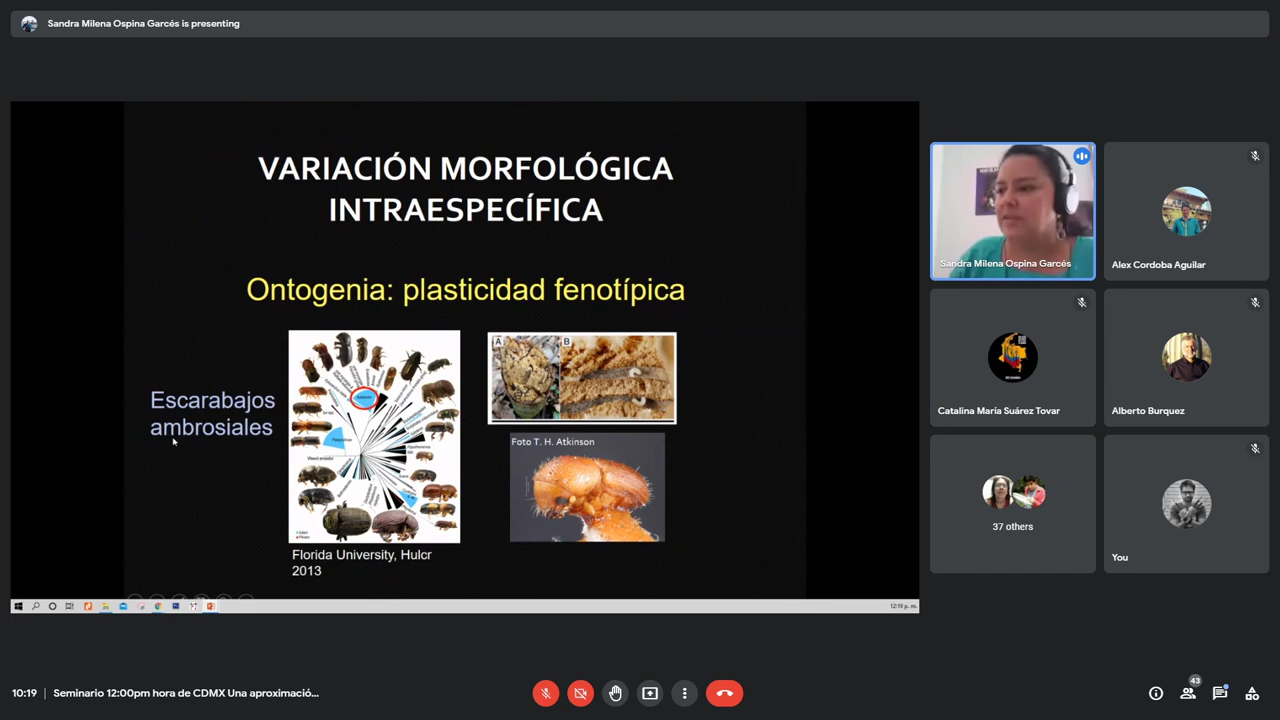 Sandra Milena Ospina Garcés is presenting
VARIACIÓN MORFOLÓGICA
INTRAESPECÍFICA
Ontogenia: plasticidad fenotípica
Escarabajos
ambrosiales
A
B
Foto T. H. Atkinson
Florida University, Hulcr
2013
12:19 p. m.
Sandra Milena Ospina Garcés
Alex Cordoba Aguilar
Catalina María Suárez Tovar
Alberto Burquez
37 others
You
10:19
Seminario 12:00pm hora de CDMX Una aproximació...
43